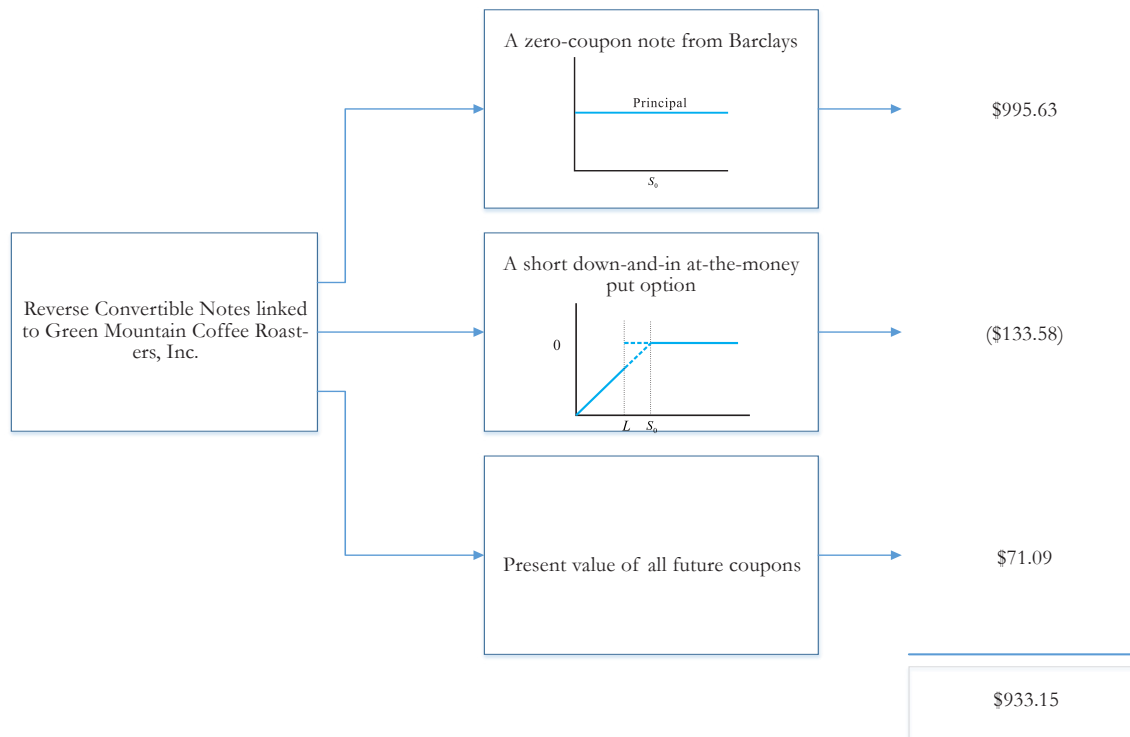 A zero-coupon note from Barclays
Principal
S₀
$995.63
Reverse Convertible Notes linked
to Green Mountain Coffee Roast-
ers, Inc.
A short down-and-in at-the-money
put option
0
L S₀
($133.58)
Present value of all future coupons
$71.09
$933.15